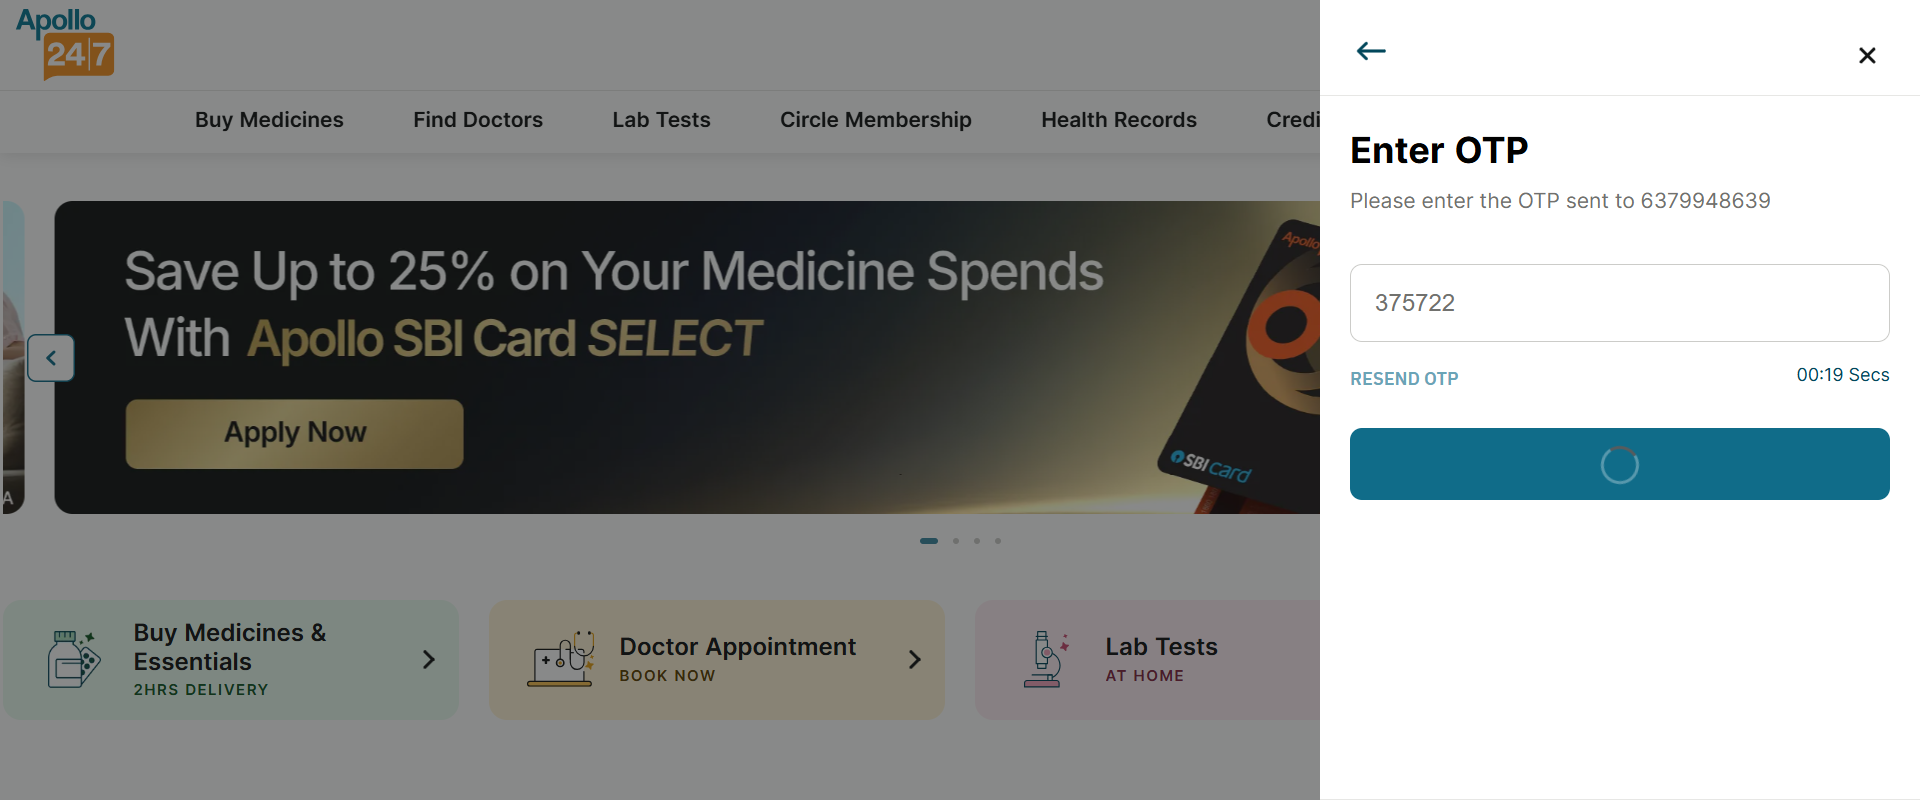 Apollo
24|7
Buy Medicines
Find Doctors
Lab Tests
Circle Membership
Health Records
Credi
Save Up to 25% on Your Medicine Spends
With Apollo SBI Card SELECT
Apply Now
A
Apollo
SBI card
Buy Medicines &
Essentials
2HRS DELIVERY
Doctor Appointment
BOOK NOW
Lab Tests
AT HOME
Enter OTP
Please enter the OTP sent to 6379948639
375722
RESEND OTP
00:19 Secs